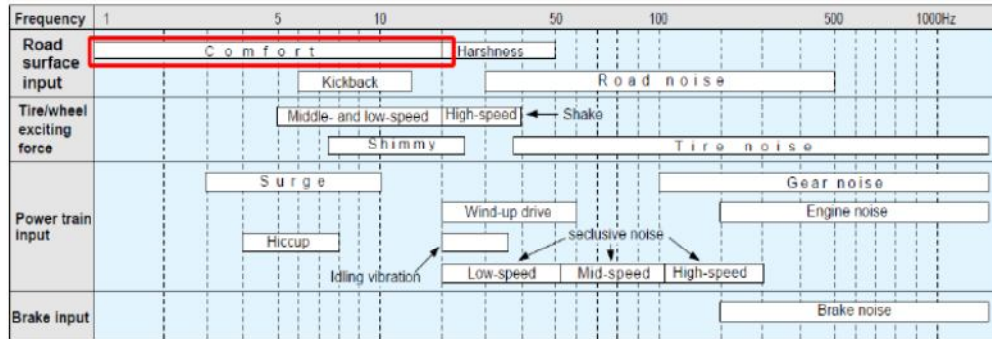 Frequency 1 5 10 50 100 500 1000Hz
Road surface input
Comfort Harshness
Kickback Road noise
Tire/wheel exciting force
Middle- and low-speed High-speed Shake
Shimmy Tire noise
Power train input
Surge Gear noise
Wind-up drive Engine noise
Hiccup seclusive noise
Idling vibration Low-speed Mid-speed High-speed
Brake input Brake noise